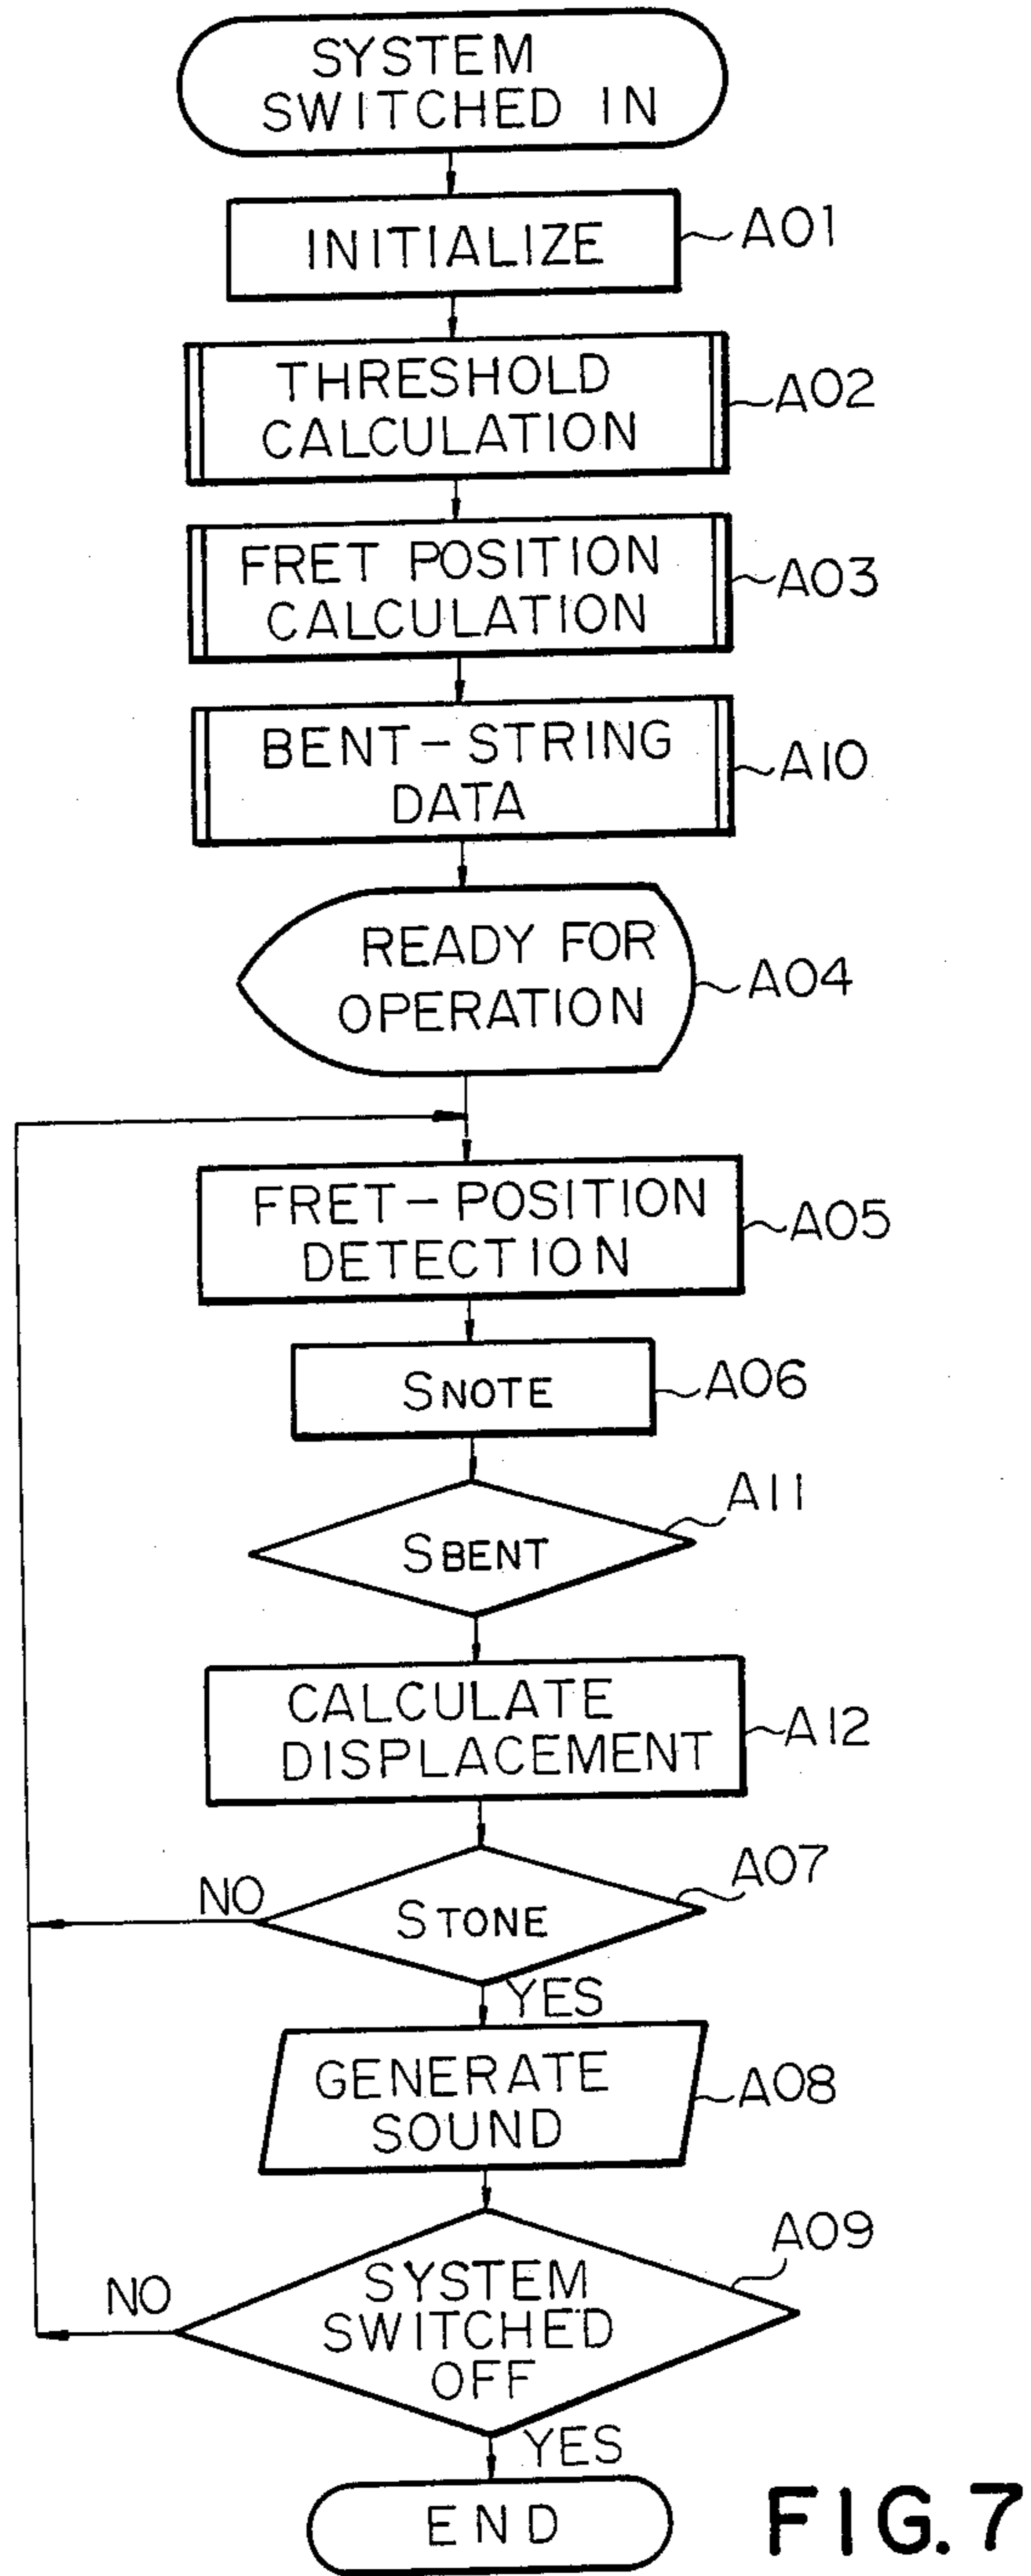 SYSTEM
SWITCHED IN
INITIALIZE
A01
THRESHOLD
CALCULATION
A02
FRET POSITION
CALCULATION
A03
BENT-STRING
DATA
A10
READY FOR
OPERATION
A04
FRET-POSITION
DETECTION
A05
SNOTE
A06
SBENT
A11
CALCULATE
DISPLACEMENT
A12
STONE
A07
NO
YES
GENERATE
SOUND
A08
SYSTEM
SWITCHED
OFF
A09
NO
YES
END
FIG. 7